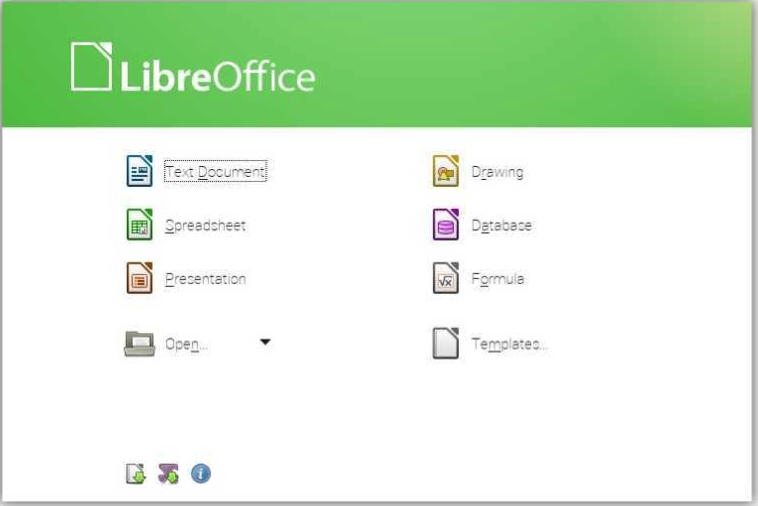 LibreOffice
Text Document
Drawing
Spreadsheet
Database
Presentation
Formula
Open...
Templates...